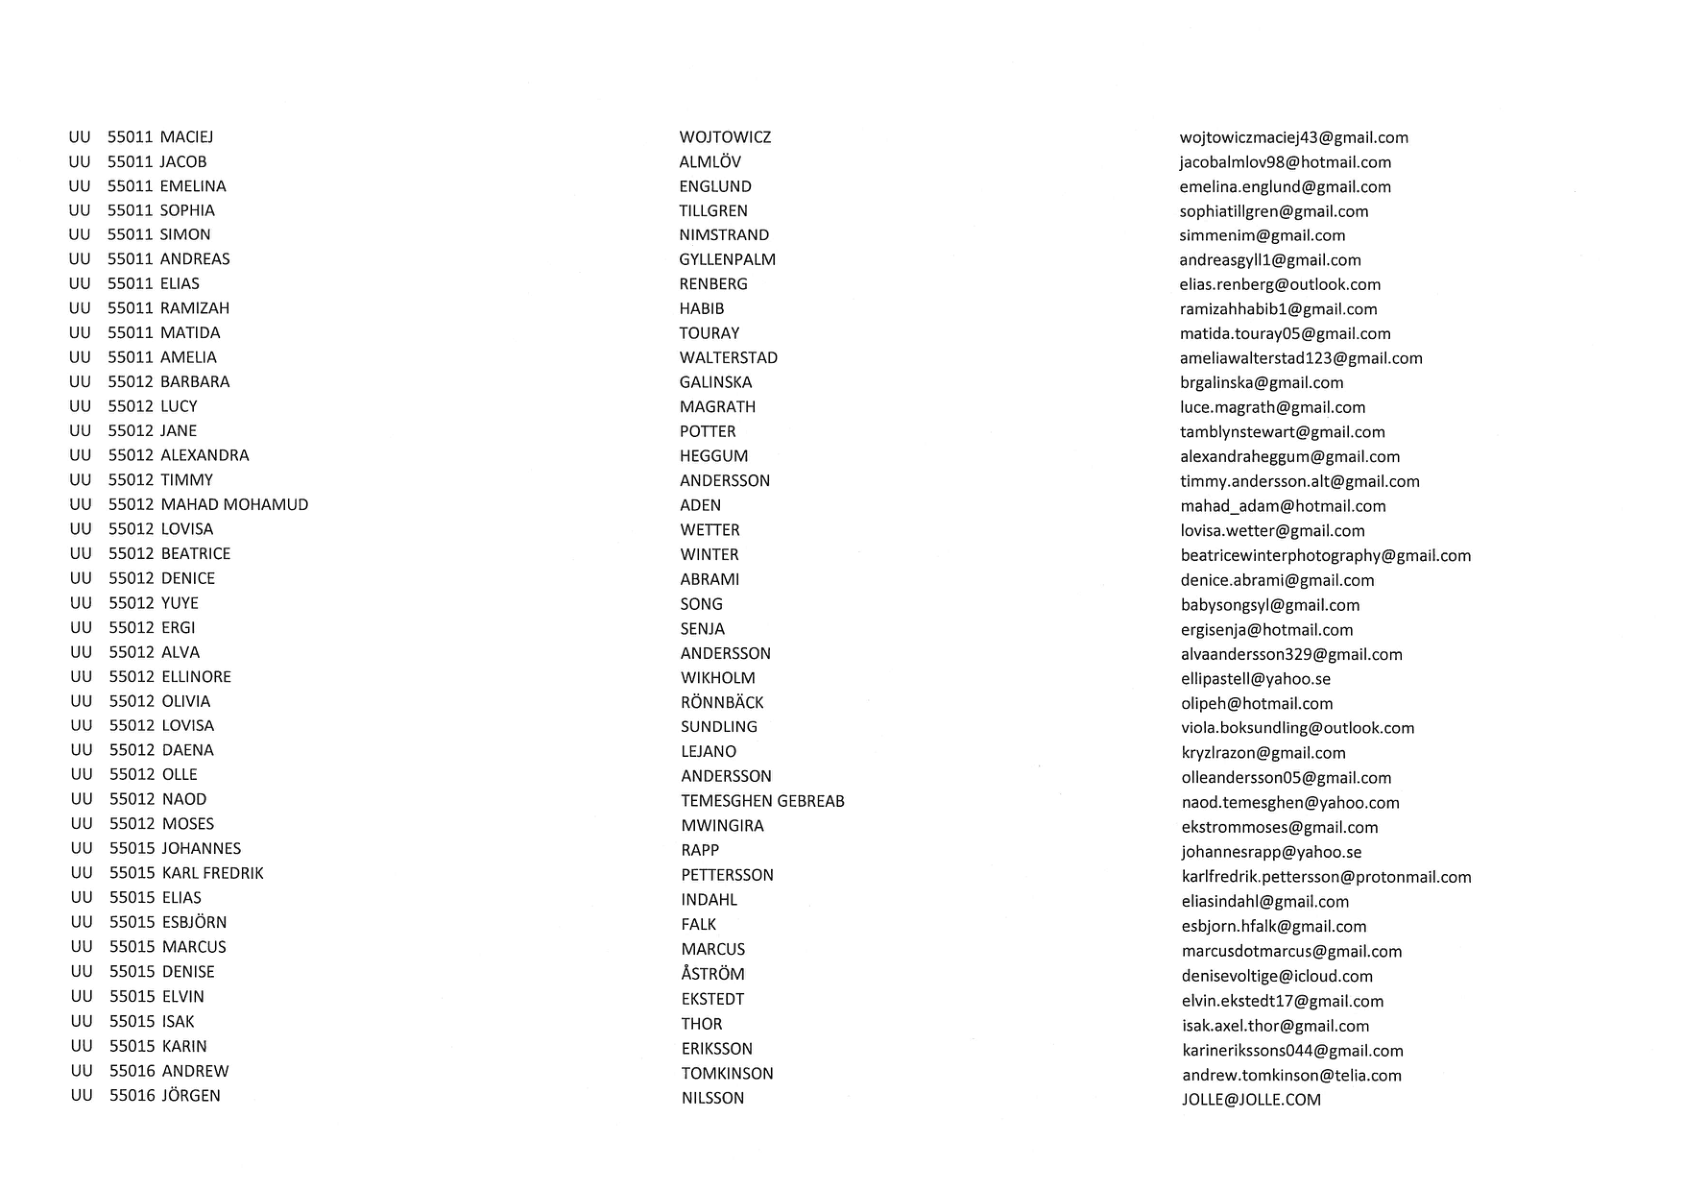 UU 55011 MACIEJ WOJTOWICZ wojtowiczmaciej43@gmail.com
UU 55011 JACOB ALMLÖV jacobalmlov98@hotmail.com
UU 55011 EMELINA ENGLUND emelina.englund@gmail.com
UU 55011 SOPHIA TILLGREN sophiatillgren@gmail.com
UU 55011 SIMON NIMSTRAND simmenim@gmail.com
UU 55011 ANDREAS GYLLENPALM andreasgyll1@gmail.com
UU 55011 ELIAS RENBERG elias.renberg@outlook.com
UU 55011 RAMIZAH HABIB ramizahhabib1@gmail.com
UU 55011 MATIDA TOURAY matida.touray05@gmail.com
UU 55011 AMELIA WALTERSTAD ameliawalterstad123@gmail.com
UU 55012 BARBARA GALINSKA brgalinska@gmail.com
UU 55012 LUCY MAGRATH luce.magrath@gmail.com
UU 55012 JANE POTTER tamblynstewart@gmail.com
UU 55012 ALEXANDRA HEGGUM alexandraheggum@gmail.com
UU 55012 TIMMY ANDERSSON timmy.andersson.alt@gmail.com
UU 55012 MAHAD MOHAMUD ADEN mahad_adam@hotmail.com
UU 55012 LOVISA WETTER lovisa.wetter@gmail.com
UU 55012 BEATRICE WINTER beatricewinterphotography@gmail.com
UU 55012 DENICE ABRAMI denice.abrami@gmail.com
UU 55012 YUYE SONG babysongsyl@gmail.com
UU 55012 ERGI SENJA ergisenja@hotmail.com
UU 55012 ALVA ANDERSSON alvaandersson329@gmail.com
UU 55012 ELLINORE WIKHOLM ellipastell@yahoo.se
UU 55012 OLIVIA RÖNNBÄCK olipeh@hotmail.com
UU 55012 LOVISA SUNDLING viola.boksundling@outlook.com
UU 55012 DAENA LEJANO kryzlrazon@gmail.com
UU 55012 OLLE ANDERSSON olleandersson05@gmail.com
UU 55012 NAOD TEMESGHEN GEBREAB naod.temesghen@yahoo.com
UU 55012 MOSES MWINGIRA ekstrommoses@gmail.com
UU 55015 JOHANNES RAPP johannesrapp@yahoo.se
UU 55015 KARL FREDRIK PETTERSSON karlfredrik.pettersson@protonmail.com
UU 55015 ELIAS INDAHL eliasindahl@gmail.com
UU 55015 ESBJÖRN FALK esbjorn.hfalk@gmail.com
UU 55015 MARCUS MARCUS marcusdotmarcus@gmail.com
UU 55015 DENISE ÅSTRÖM denisevoltige@icloud.com
UU 55015 ELVIN EKSTEDT elvin.ekstedt17@gmail.com
UU 55015 ISAK THOR isak.axel.thor@gmail.com
UU 55015 KARIN ERIKSSON karinerikssons044@gmail.com
UU 55016 ANDREW TOMKINSON andrew.tomkinson@telia.com
UU 55016 JÖRGEN NILSSON JOLLE@JOLLE.COM